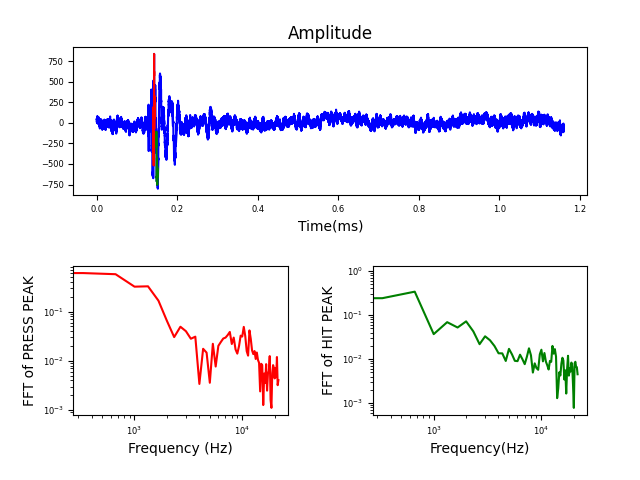 Amplitude
750
500
250
0
−250
−500
−750
0.0 0.2 0.4 0.6 0.8 1.0 1.2
Time(ms)
FFT of PRESS PEAK
10⁻¹
10⁻²
10⁻³
10³ 10⁴
Frequency (Hz)
FFT of HIT PEAK
10⁰
10⁻¹
10⁻²
10⁻³
10³ 10⁴
Frequency(Hz)